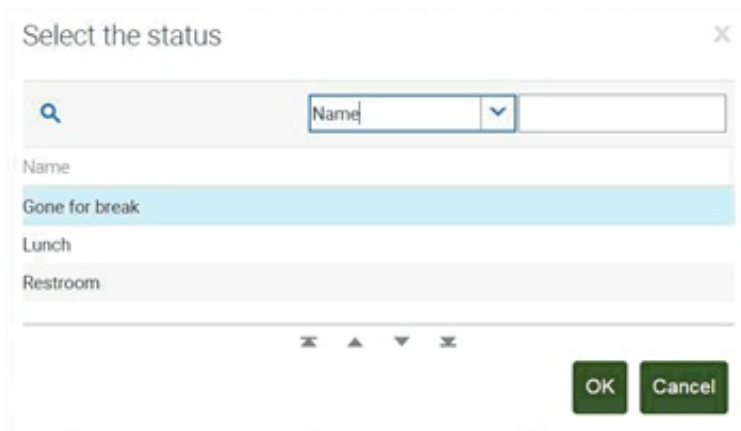 Select the status
Name
Name
Gone for break
Lunch
Restroom
OK Cancel